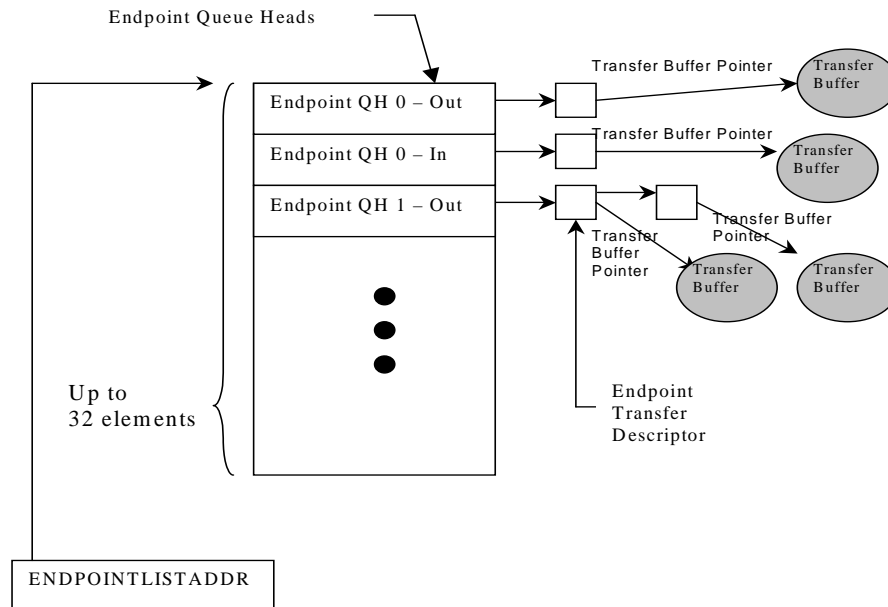 Endpoint Queue Heads
Endpoint QH 0 – Out
Transfer Buffer Pointer
Transfer
Buffer
Endpoint QH 0 – In
Transfer Buffer Pointer
Transfer
Buffer
Endpoint QH 1 – Out
Transfer Buffer
Pointer
Transfer
Buffer
Pointer
Transfer
Buffer
Transfer
Buffer
Up to
32 elements
Endpoint
Transfer
Descriptor
ENDPOINTLISTADDR